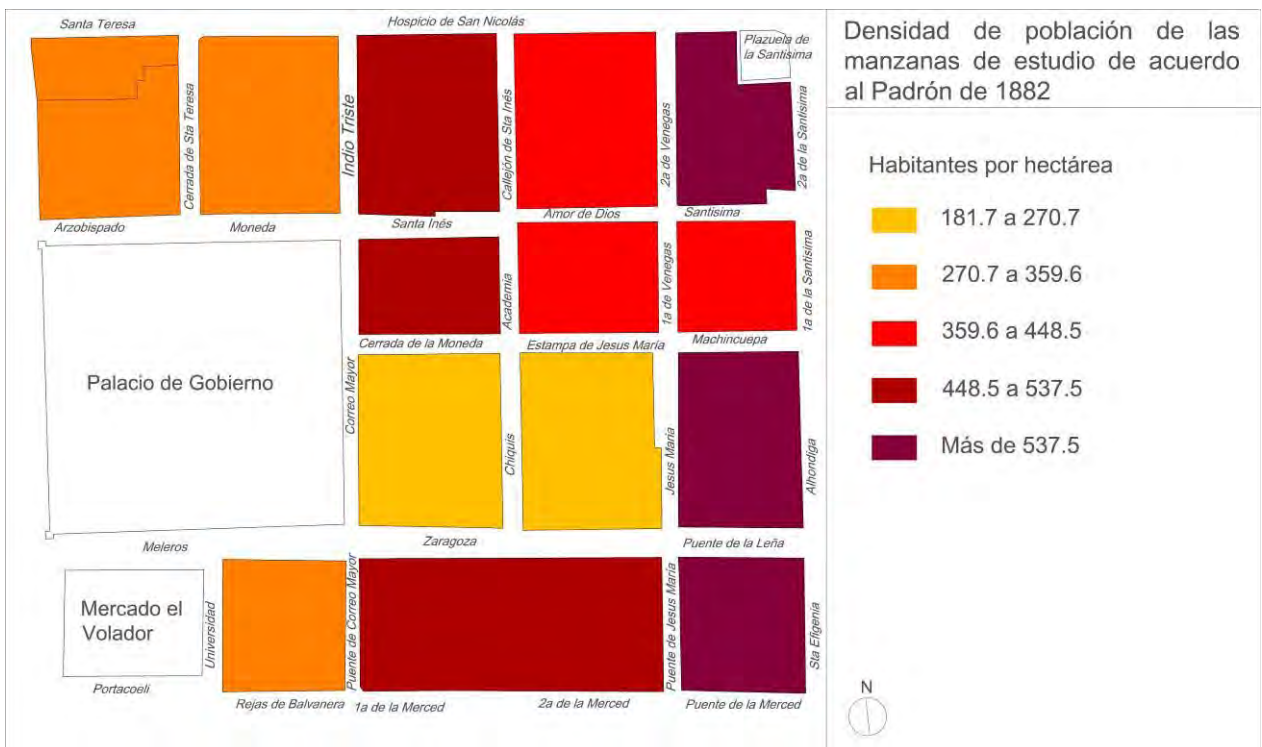 Santa Teresa
Hospicio de San Nicolás
Plazuela de
la Santisima
Cerrada de Sta Teresa
Indio Triste
Callejón de Sta Inés
2a de Venegas
2a de la Santisima
Arzobispado
Moneda
Santa Inés
Amor de Dios
Santisima
Academia
1a de Venegas
1a de la Santisima
Cerrada de la Moneda
Estampa de Jesus María
Machincuepa
Palacio de Gobierno
Correo Mayor
Chiquis
Jesus María
Alhondiga
Meleros
Zaragoza
Puente de la Leña
Mercado el
Volador
Universidad
Puente de Correo Mayor
Puente de Jesus María
Sta Efigenia
Portacoeli
Rejas de Balvanera
1a de la Merced
2a de la Merced
Puente de la Merced
Densidad de población de las
manzanas de estudio de acuerdo
al Padrón de 1882
Habitantes por hectárea
181.7 a 270.7
270.7 a 359.6
359.6 a 448.5
448.5 a 537.5
Más de 537.5
N